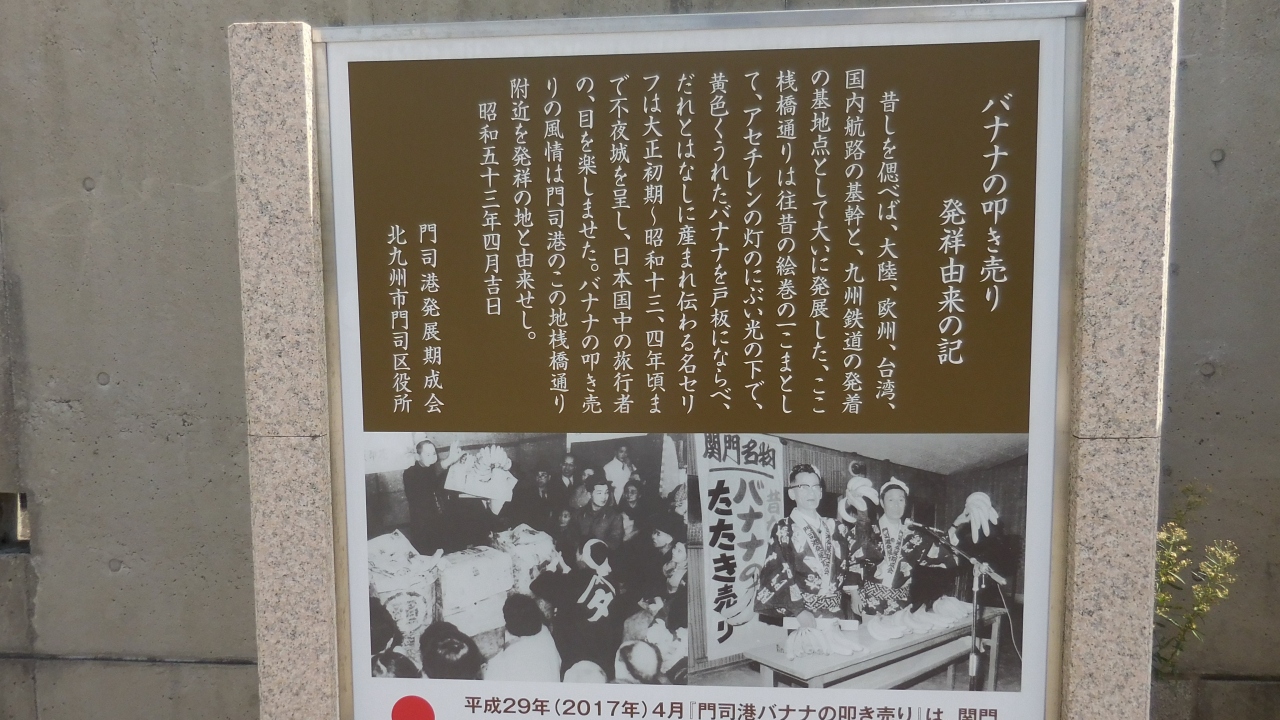 バナナの叩き売り
発祥由来の記
昔しを偲べば、大陸、欧州、台湾、
国内航路の基幹と、九州鉄道の発着
の基地点として大いに発展した、ここ
桟橋通りは往昔の絵巻の一こまとし
て、アセチレンの灯のにぶい光の下で、
黄色くうれたバナナを戸板にならべ、
だれとはなしに産まれ伝わる名セリ
フは大正初期〜昭和十三、四年頃ま
で不夜城を呈し、日本国中の旅行者
の、目を楽しませた。バナナの叩き売
りの風情は門司港のこの地桟橋通り
附近を発祥の地と由来せし。
昭和五十三年四月吉日
門司港発展期成会
北九州市門司区役所
関門名物
昔
バナナの
たたき売り
平成29年(2017年)4月『門司港バナナの叩き売り』は、関門